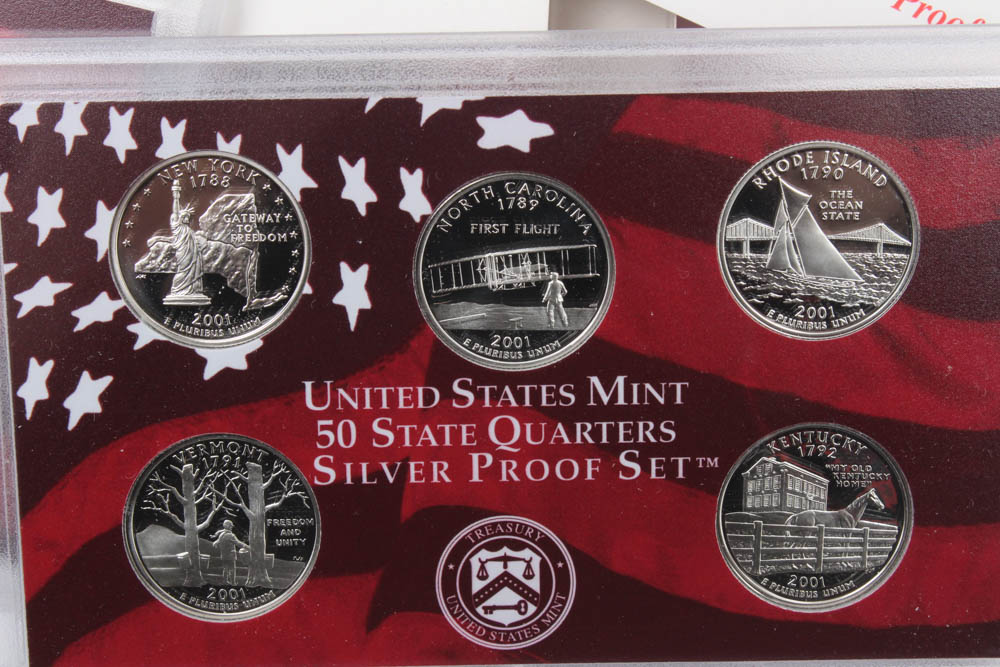 Proof
NEW YORK
1788
GATEWAY
TO
FREEDOM
2001
E PLURIBUS UNUM
NORTH CAROLINA
1789
FIRST FLIGHT
2001
E PLURIBUS UNUM
RHODE ISLAND
1790
THE
OCEAN
STATE
2001
E PLURIBUS UNUM
UNITED STATES MINT
50 STATE QUARTERS
SILVER PROOF SET™
VERMONT
1791
FREEDOM
AND
UNITY
2001
E PLURIBUS UNUM
KENTUCKY
1792
"MY OLD
KENTUCKY
HOME"
2001
E PLURIBUS UNUM
TREASURY
UNITED STATES MINT